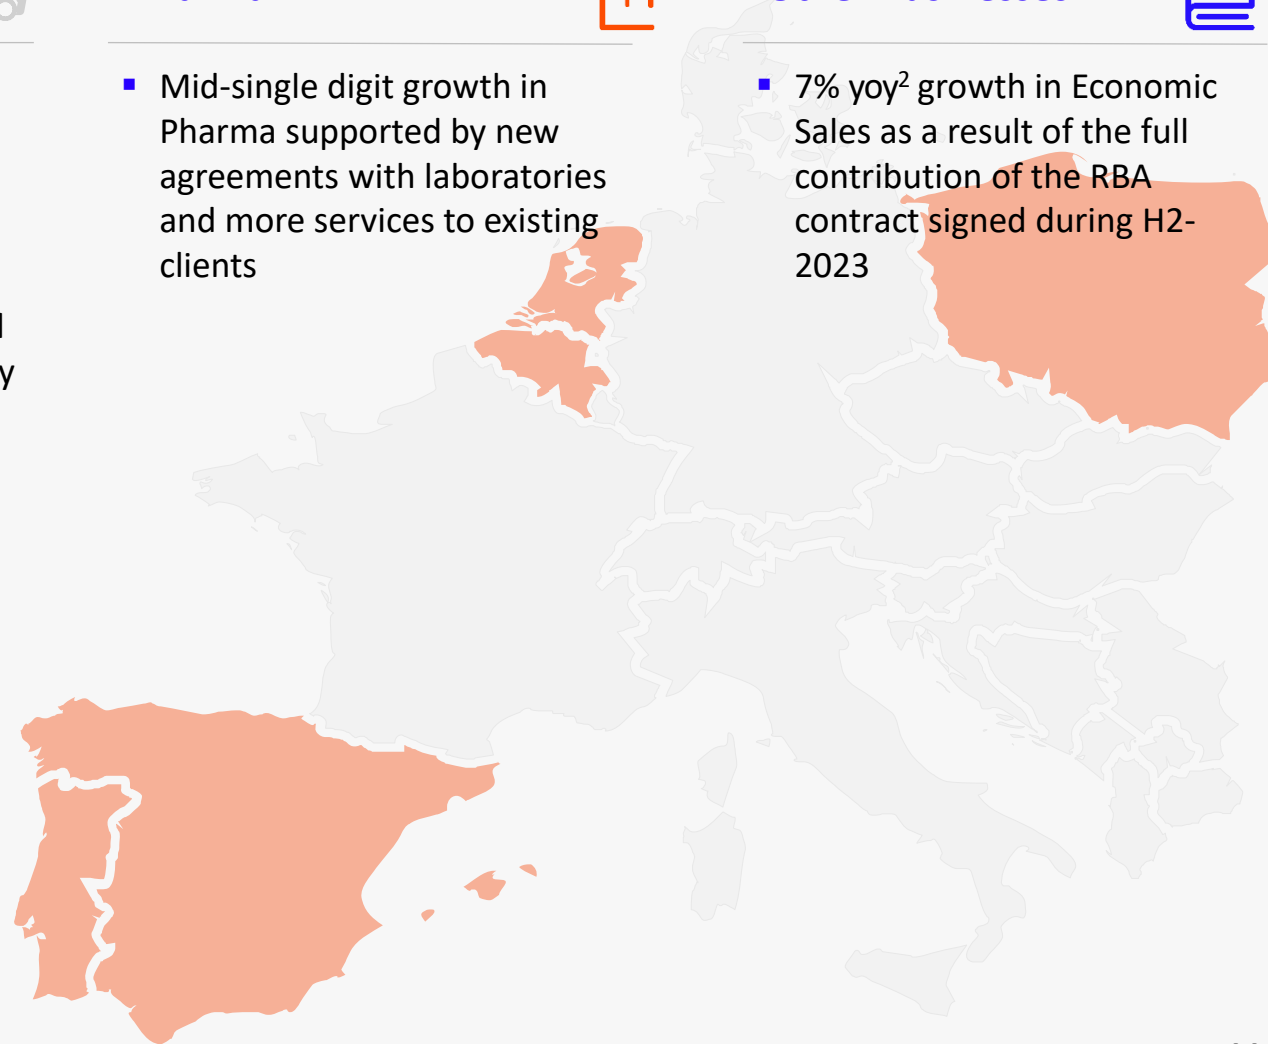 Mid-single digit growth in
Pharma supported by new
agreements with laboratories
and more services to existing
clients
7% yoy² growth in Economic
Sales as a result of the full
contribution of the RBA
contract signed during H2-
2023
y